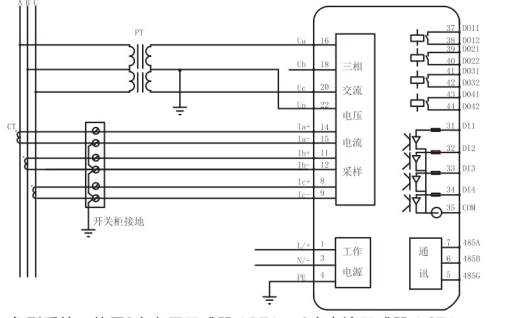 A B C
PT
CT
开关柜接地
Ua 16
Ub 18
Uc 20
Un 22
Ia+ 14
Ia- 15
Ib+ 11
Ib- 12
Ic+ 8
Ic- 9
三相
交流
电压
电流
采样
L/+ 1
N/- 3
PE 4
工作
电源
37 DO11
38 DO12
39 DO21
40 DO22
41 DO31
42 DO32
43 DO41
44 DO42
31 DI1
32 DI2
33 DI3
34 DI4
35 COM
通
讯
7 485A
6 485B
5 485G